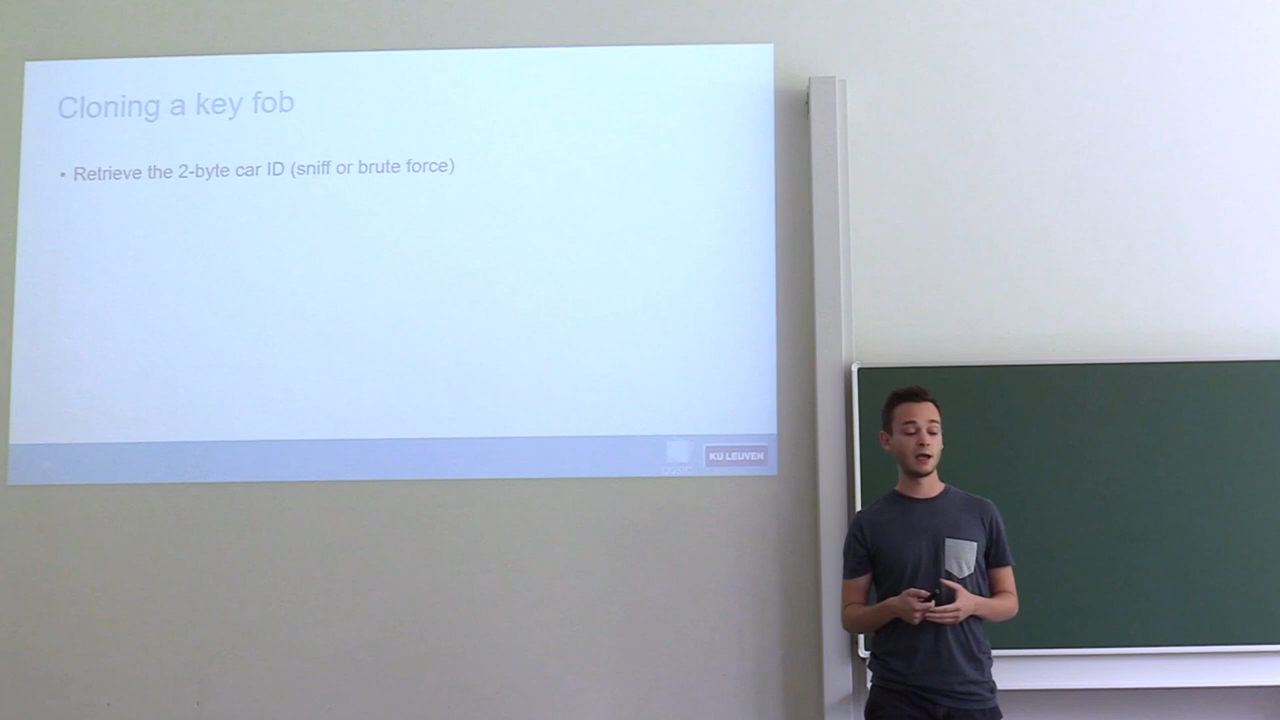 Cloning a key fob
• Retrieve the 2-byte car ID (sniff or brute force)
KU LEUVEN